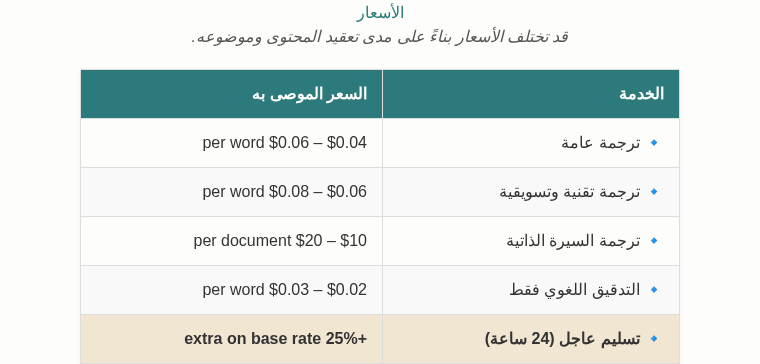 الأسعار
قد تختلف الأسعار بناءً على مدى تعقيد المحتوى وموضوعه.
الخدمة السعر الموصى به
🔹 ترجمة عامة $0.04 – $0.06 per word
🔹 ترجمة تقنية وتسويقية $0.06 – $0.08 per word
🔹 ترجمة السيرة الذاتية $10 – $20 per document
🔹 التدقيق اللغوي فقط $0.02 – $0.03 per word
🔹 تسليم عاجل (24 ساعة) +25% extra on base rate